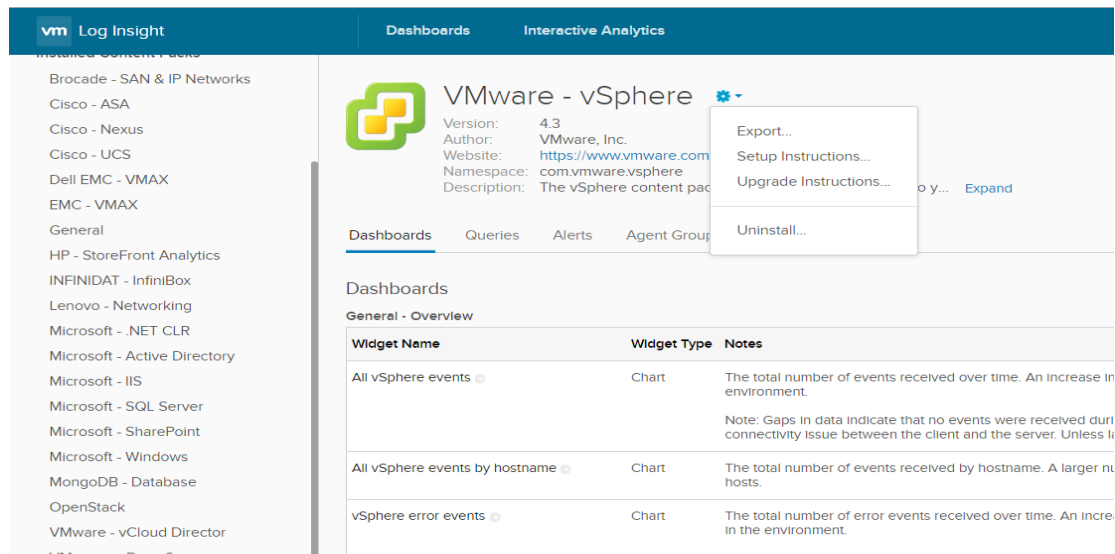 vm Log Insight
Dashboards
Interactive Analytics
Installed Content Packs
Brocade - SAN & IP Networks
Cisco - ASA
Cisco - Nexus
Cisco - UCS
Dell EMC - VMAX
EMC - VMAX
General
HP - StoreFront Analytics
INFINIDAT - InfiniBox
Lenovo - Networking
Microsoft - .NET CLR
Microsoft - Active Directory
Microsoft - IIS
Microsoft - SQL Server
Microsoft - SharePoint
Microsoft - Windows
MongoDB - Database
OpenStack
VMware - vCloud Director
VMware - vSphere
Version: 4.3
Author: VMware, Inc.
Website: https://www.vmware.com
Namespace: com.vmware.vsphere
Description: The vSphere content pac
o y... Expand
Export...
Setup Instructions...
Upgrade Instructions...
Uninstall...
Dashboards
Queries
Alerts
Agent Group
Dashboards
General - Overview
Widget Name Widget Type Notes
All vSphere events Chart The total number of events received over time. An increase in
environment.
Note: Gaps in data indicate that no events were received duri
connectivity issue between the client and the server. Unless la
All vSphere events by hostname Chart The total number of events received by hostname. A larger nu
hosts.
vSphere error events Chart The total number of error events received over time. An increa
in the environment.